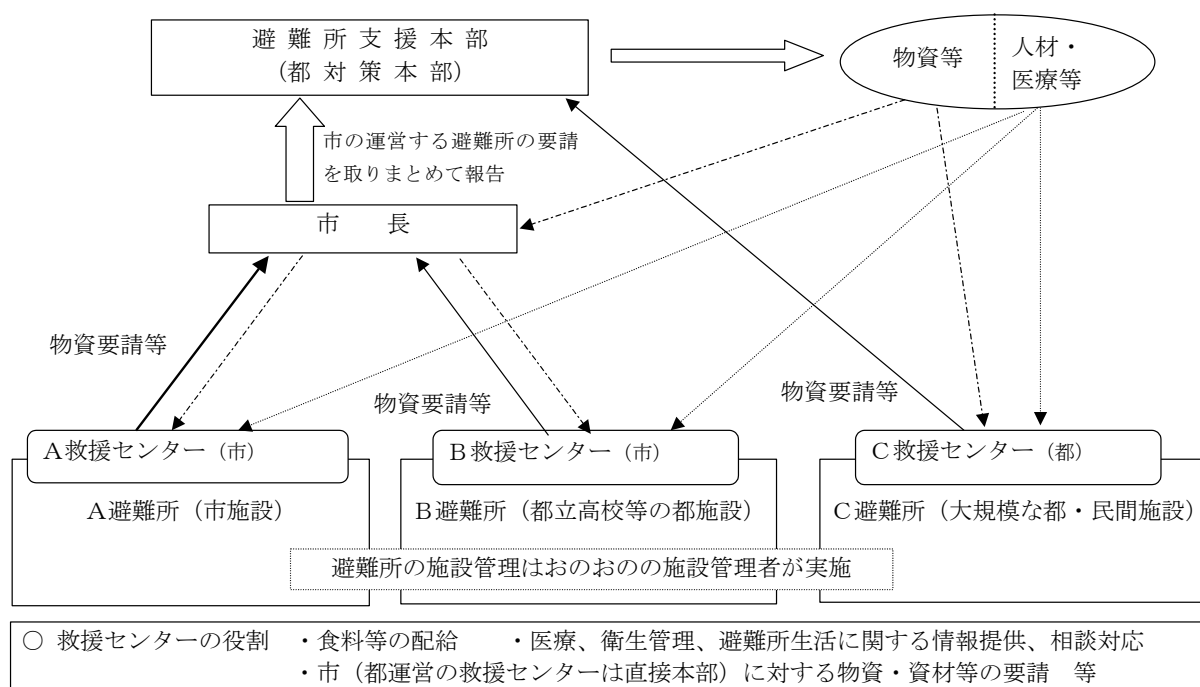 避難所支援本部
（都対策本部）
物資等
人材・
医療等
市の運営する避難所の要請
を取りまとめて報告
市　　長
物資要請等
物資要請等
物資要請等
Ａ救援センター（市）
Ｂ救援センター（市）
Ｃ救援センター（都）
Ａ避難所（市施設）
Ｂ避難所（都立高校等の都施設）
Ｃ避難所（大規模な都・民間施設）
避難所の施設管理はおのおのの施設管理者が実施
○ 救援センターの役割　・食料等の配給　　・医療、衛生管理、避難所生活に関する情報提供、相談対応
・市（都運営の救援センターは直接本部）に対する物資・資材等の要請　等